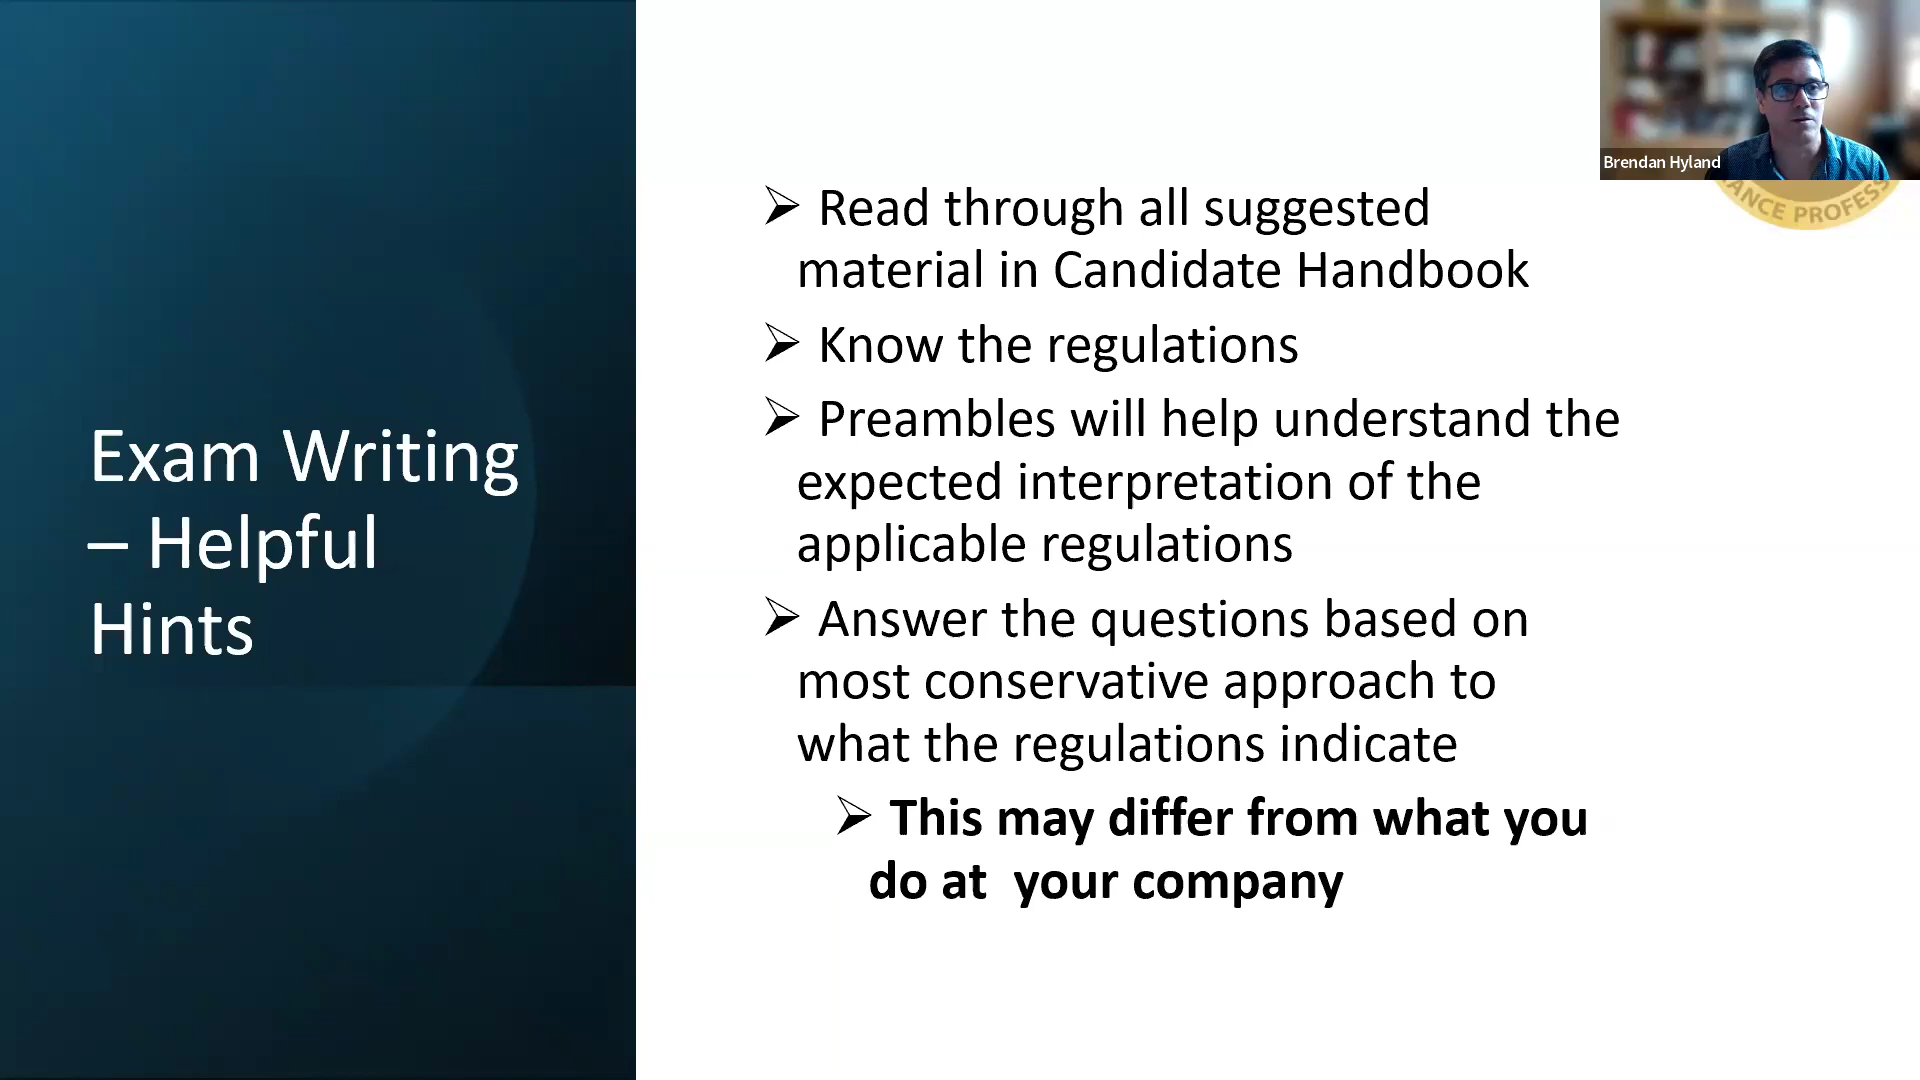 Exam Writing
– Helpful
Hints
➢ Read through all suggested
material in Candidate Handbook
➢ Know the regulations
➢ Preambles will help understand the
expected interpretation of the
applicable regulations
➢ Answer the questions based on
most conservative approach to
what the regulations indicate
➢ This may differ from what you
do at  your company
Brendan Hyland